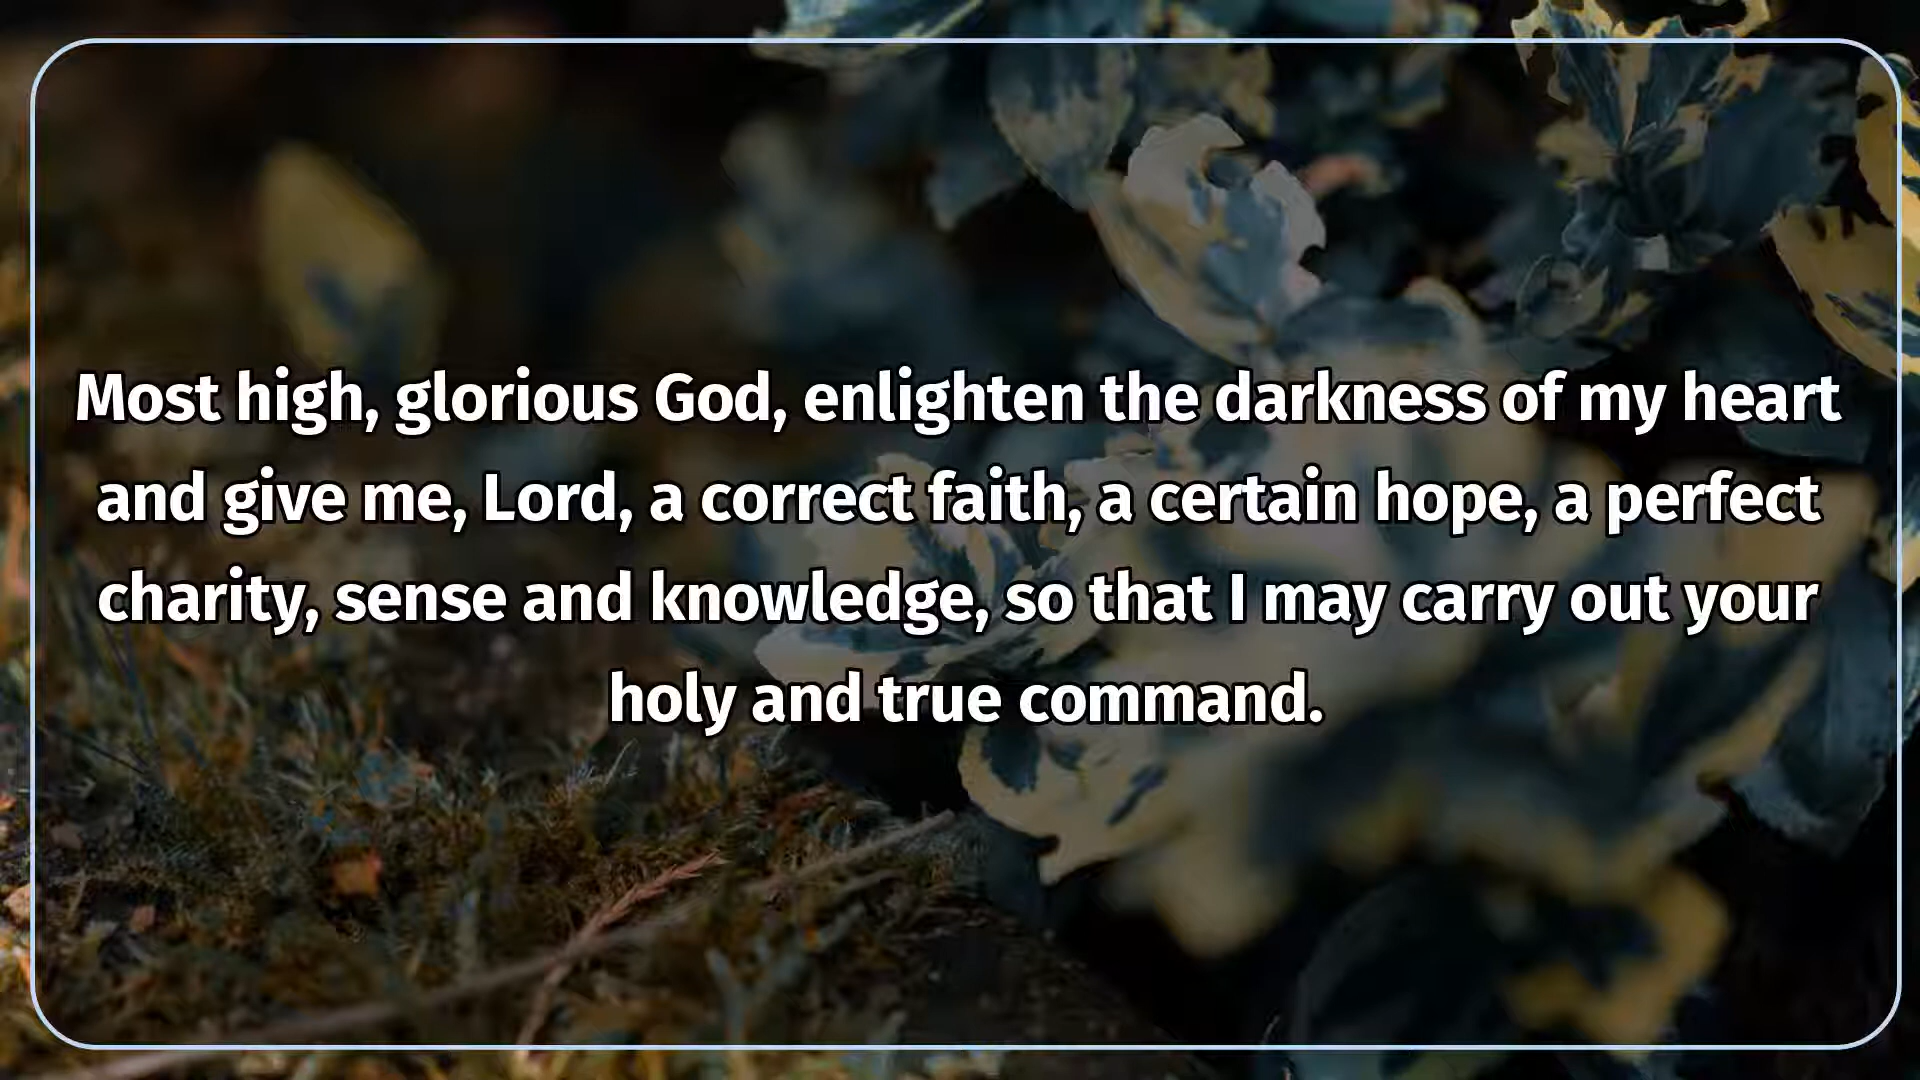 Most high, glorious God, enlighten the darkness of my heart
and give me, Lord, a correct faith, a certain hope, a perfect
charity, sense and knowledge, so that I may carry out your
holy and true command.